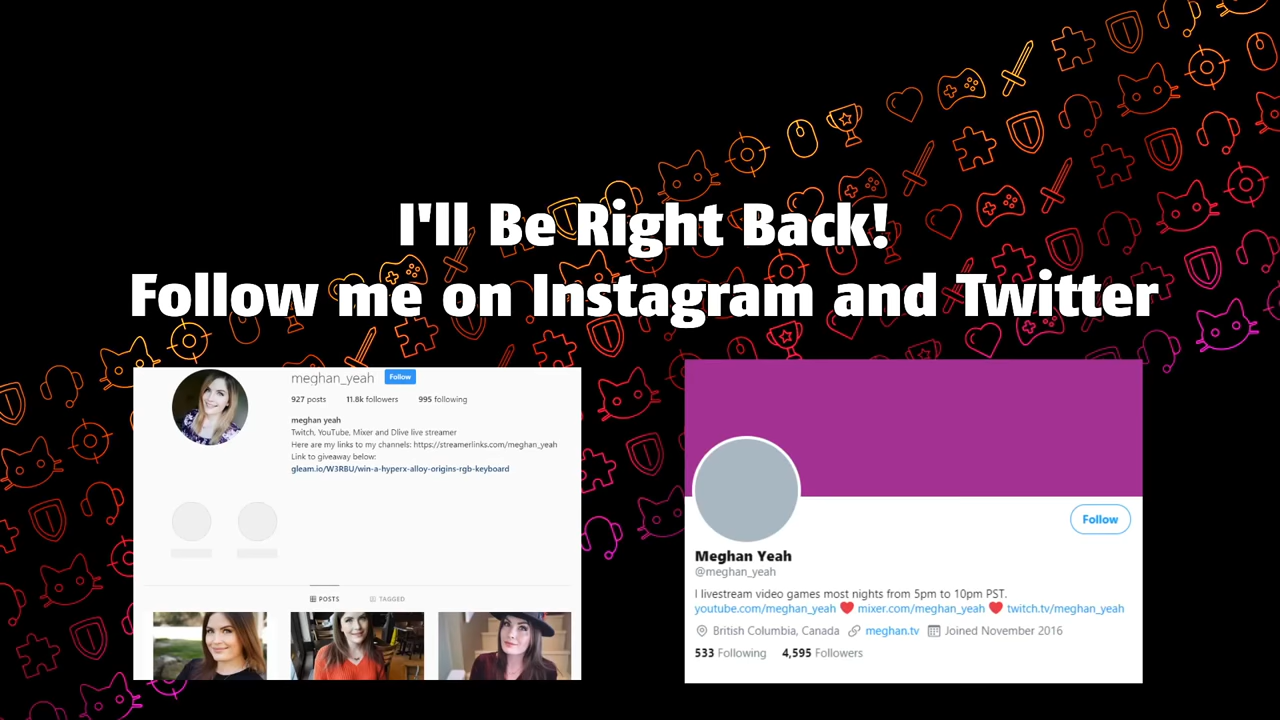 I'll Be Right Back!
Follow me on Instagram and Twitter
meghan_yeah Follow
927 posts 11.8k followers 995 following
meghan yeah
Twitch, YouTube, Mixer and Dlive live streamer
Here are my links to my channels: https://streamerlinks.com/meghan_yeah
Link to giveaway below:
gleam.io/W3RBU/win-a-hyperx-alloy-origins-rgb-keyboard
POSTS TAGGED
Follow
Meghan Yeah
@meghan_yeah
I livestream video games most nights from 5pm to 10pm PST.
youtube.com/meghan_yeah ❤️ mixer.com/meghan_yeah ❤️ twitch.tv/meghan_yeah
British Columbia, Canada meghan.tv Joined November 2016
533 Following 4,595 Followers